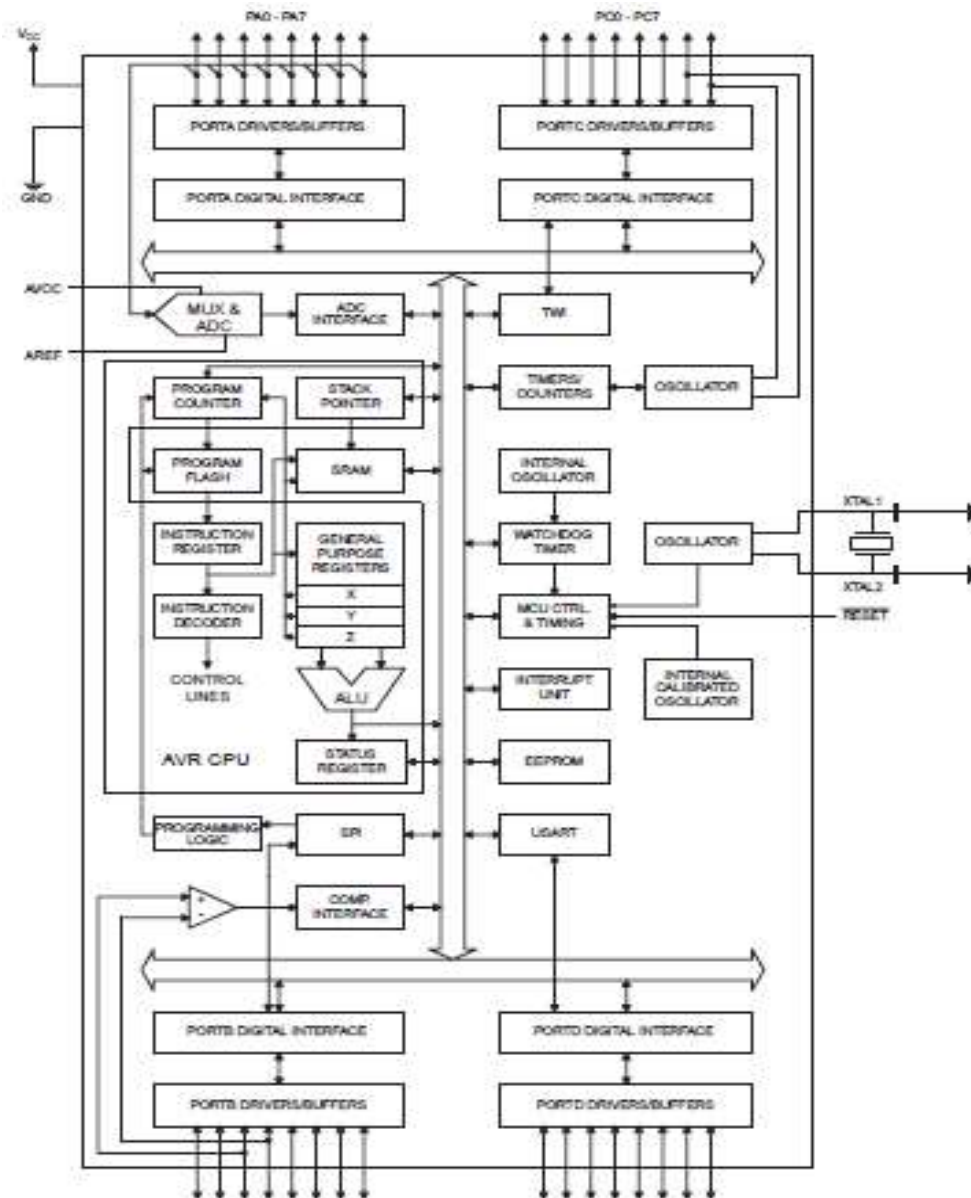 PA0 - PA7
PC0 - PC7
VCC
GND
PORTA DRIVERS/BUFFERS
PORTC DRIVERS/BUFFERS
PORTA DIGITAL INTERFACE
PORTC DIGITAL INTERFACE
AVCC
AREF
MUX &
ADC
ADC
INTERFACE
TWI
PROGRAM
COUNTER
STACK
POINTER
TIMERS/
COUNTERS
OSCILLATOR
PROGRAM
FLASH
SRAM
INTERNAL
OSCILLATOR
XTAL1
INSTRUCTION
REGISTER
GENERAL
PURPOSE
REGISTERS
WATCHDOG
TIMER
OSCILLATOR
XTAL2
X
Y
Z
INSTRUCTION
DECODER
MCU CTRL.
& TIMING
RESET
CONTROL
LINES
ALU
INTERRUPT
UNIT
INTERNAL
CALIBRATED
OSCILLATOR
AVR CPU
STATUS
REGISTER
EEPROM
PROGRAMMING
LOGIC
SPI
USART
+
-
COMP.
INTERFACE
PORTB DIGITAL INTERFACE
PORTD DIGITAL INTERFACE
PORTB DRIVERS/BUFFERS
PORTD DRIVERS/BUFFERS